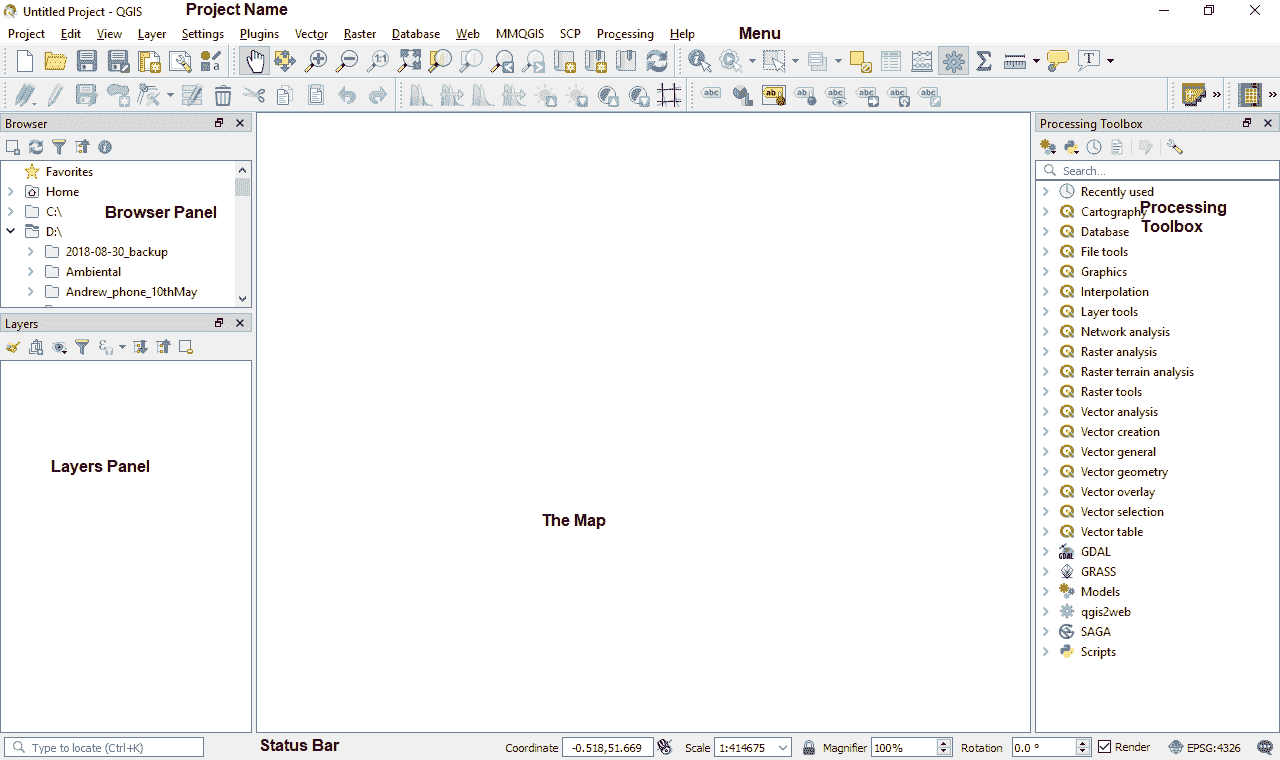 Untitled Project - QGIS
Project Name
Project Edit View Layer Settings Plugins Vector Raster Database Web MMQGIS SCP Processing Help
Menu
Browser
Favorites
Home
C:\
Browser Panel
D:\
2018-08-30_backup
Ambiental
Andrew_phone_10thMay
Layers
Layers Panel
The Map
Processing Toolbox
Search...
Recently used
Cartography
Processing
Toolbox
Database
File tools
Graphics
Interpolation
Layer tools
Network analysis
Raster analysis
Raster terrain analysis
Raster tools
Vector analysis
Vector creation
Vector general
Vector geometry
Vector overlay
Vector selection
Vector table
GDAL
GRASS
Models
qgis2web
SAGA
Scripts
Type to locate (Ctrl+K)
Status Bar
Coordinate -0.518,51.669 Scale 1:414675 Magnifier 100% Rotation 0.0 ° Render EPSG:4326